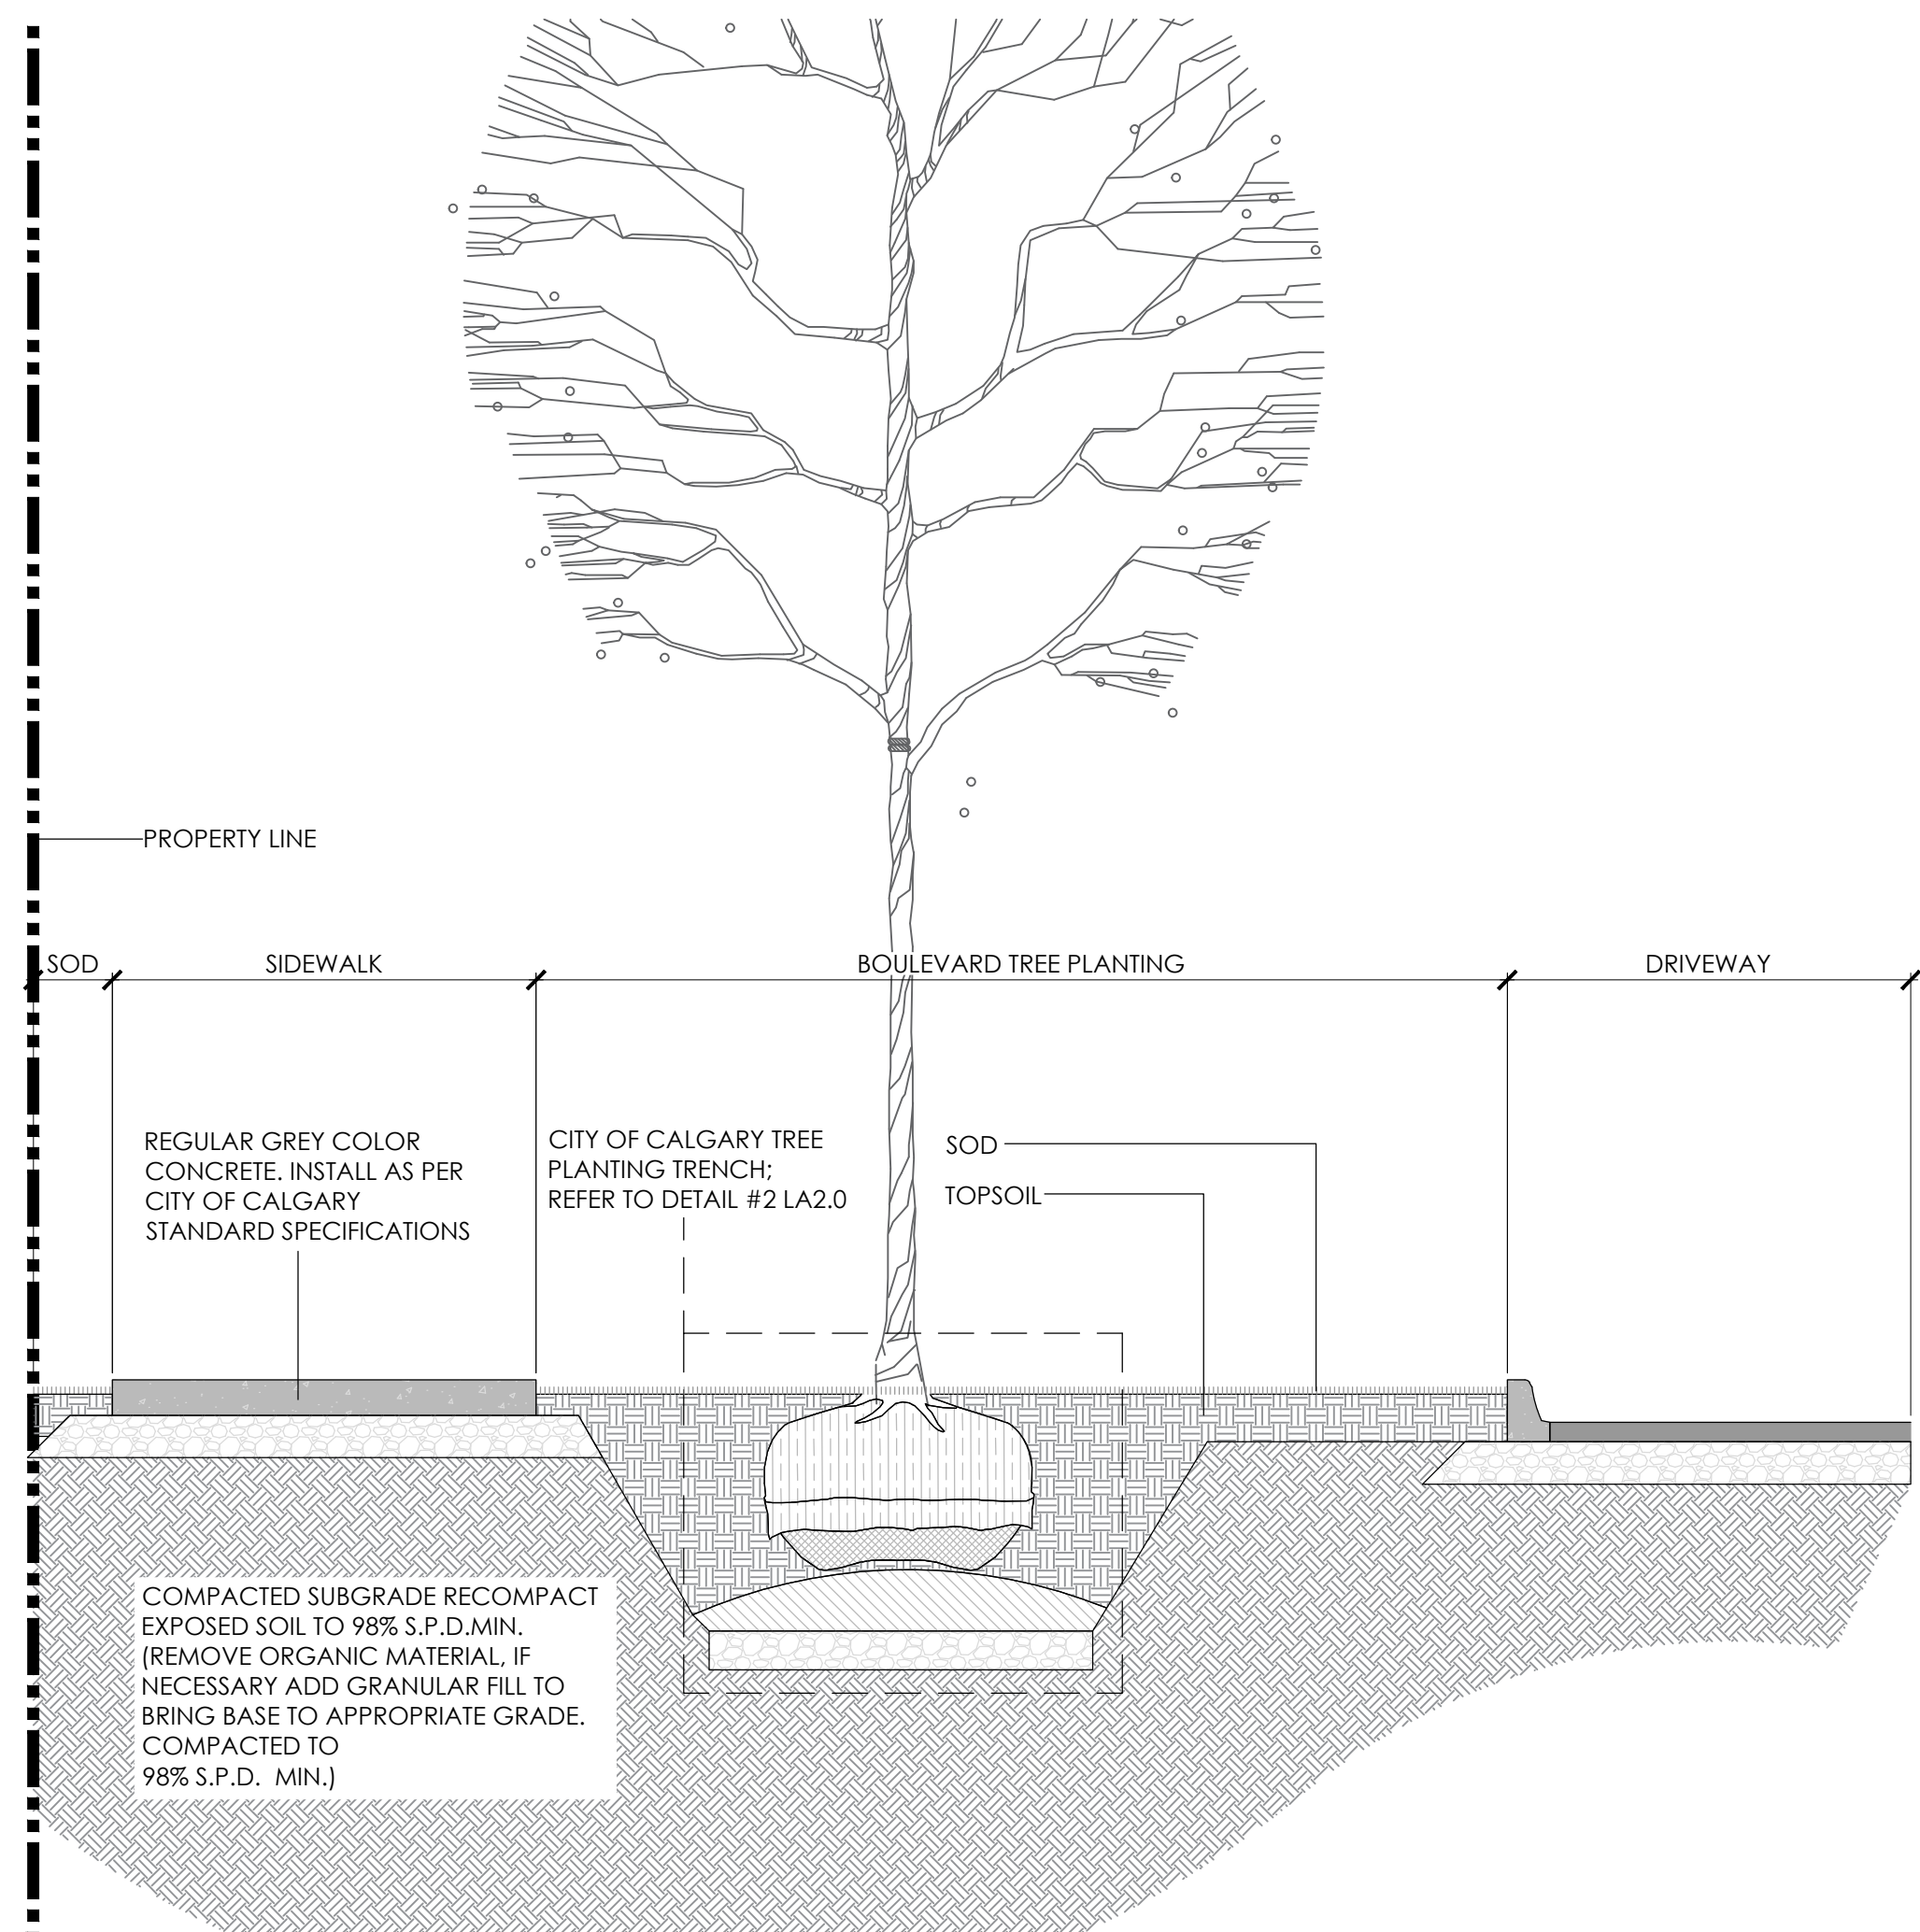 PROPERTY LINE
SOD
SIDEWALK
BOULEVARD TREE PLANTING
DRIVEWAY
REGULAR GREY COLOR
CONCRETE. INSTALL AS PER
CITY OF CALGARY
STANDARD SPECIFICATIONS
CITY OF CALGARY TREE
PLANTING TRENCH;
REFER TO DETAIL #2 LA2.0
SOD
TOPSOIL
COMPACTED SUBGRADE RECOMPACT
EXPOSED SOIL TO 98% S.P.D.MIN.
(REMOVE ORGANIC MATERIAL, IF
NECESSARY ADD GRANULAR FILL TO
BRING BASE TO APPROPRIATE GRADE.
COMPACTED TO
98% S.P.D.  MIN.)